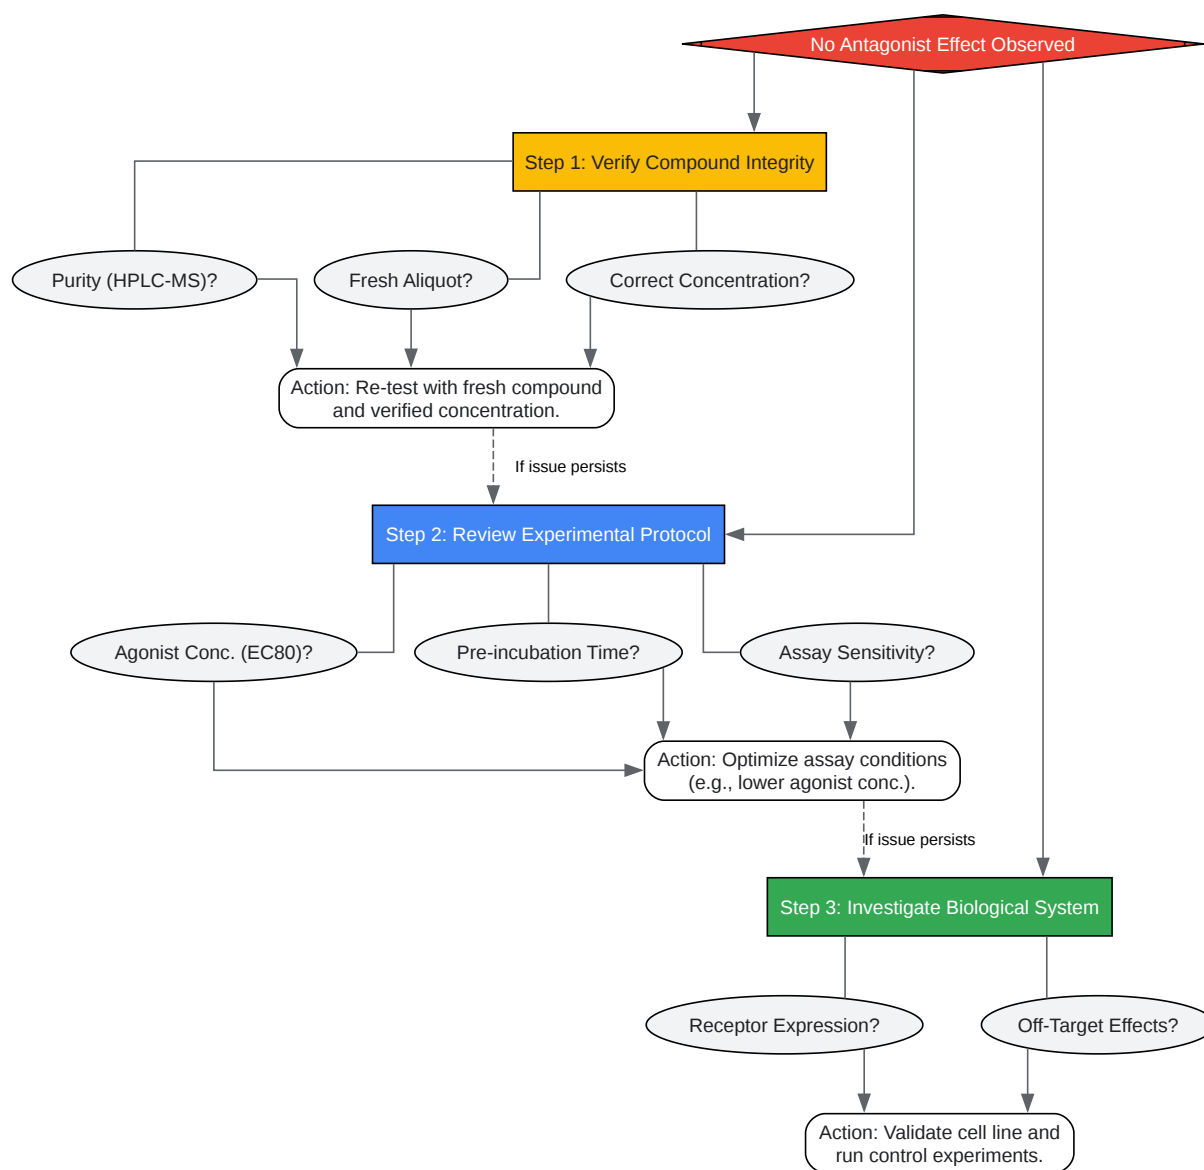 No Antagonist Effect Observed
Step 1: Verify Compound Integrity
Purity (HPLC-MS)?
Fresh Aliquot?
Correct Concentration?
Action: Re-test with fresh compound
and verified concentration.
If issue persists
Step 2: Review Experimental Protocol
Agonist Conc. (EC80)?
Pre-incubation Time?
Assay Sensitivity?
Action: Optimize assay conditions
(e.g., lower agonist conc.).
If issue persists
Step 3: Investigate Biological System
Receptor Expression?
Off-Target Effects?
Action: Validate cell line and
run control experiments.